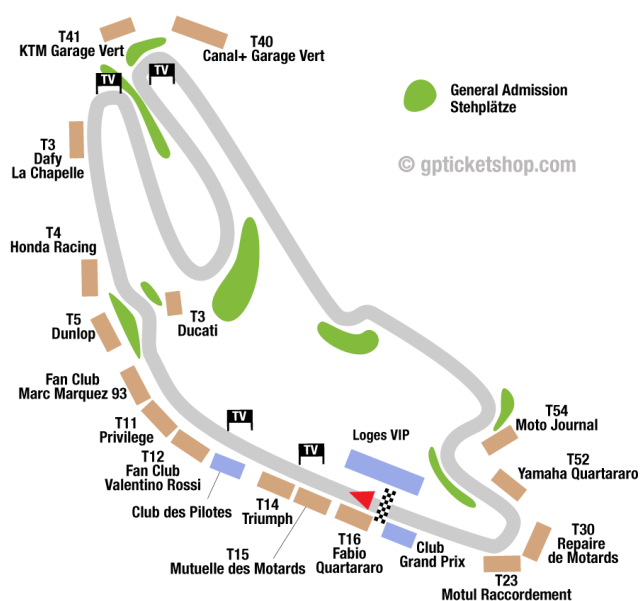 T41
KTM Garage Vert
T40
Canal+ Garage Vert
TV
TV
General Admission
Stehplätze
© gpticketshop.com
T3
Dafy
La Chapelle
T4
Honda Racing
T3
Ducati
T5
Dunlop
Fan Club
Marc Marquez 93
T11
Privilege
T12
Fan Club
Valentino Rossi
Club des Pilotes
TV
TV
Loges VIP
T54
Moto Journal
T52
Yamaha Quartararo
T14
Triumph
T15
Mutuelle des Motards
T16
Fabio
Quartararo
Club
Grand Prix
T30
Repaire
de Motards
T23
Motul Raccordement